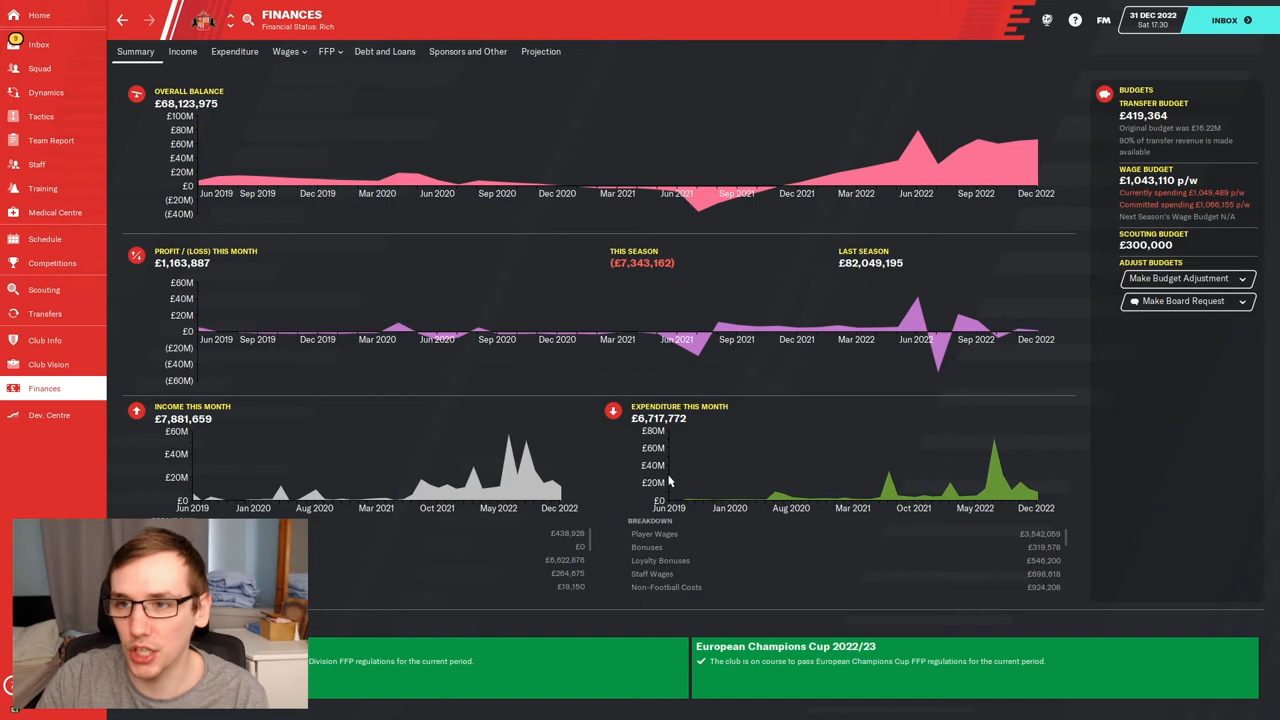 Home
FINANCES
Financial Status: Rich
FM
31 DEC 2022
Sat 17:30
INBOX
9
Inbox
Squad
Dynamics
Tactics
Team Report
Staff
Training
Medical Centre
Schedule
Competitions
Scouting
Transfers
Club Info
Club Vision
Finances
Dev. Centre
Summary
Income
Expenditure
Wages
FFP
Debt and Loans
Sponsors and Other
Projection
OVERALL BALANCE
£68,123,975
£100M
£80M
£60M
£40M
£20M
£0
(£20M)
(£40M)
Jun 2019 Sep 2019 Dec 2019 Mar 2020 Jun 2020 Sep 2020 Dec 2020 Mar 2021 Jun 2021 Sep 2021 Dec 2021 Mar 2022 Jun 2022 Sep 2022 Dec 2022
PROFIT / (LOSS) THIS MONTH
£1,163,887
THIS SEASON
(£7,343,162)
LAST SEASON
£82,049,195
£60M
£40M
£20M
£0
(£20M)
(£40M)
(£60M)
Jun 2019 Sep 2019 Dec 2019 Mar 2020 Jun 2020 Sep 2020 Dec 2020 Mar 2021 Jun 2021 Sep 2021 Dec 2021 Mar 2022 Jun 2022 Sep 2022 Dec 2022
INCOME THIS MONTH
£7,881,659
£60M
£40M
£20M
£0
Jun 2019 Jan 2020 Aug 2020 Mar 2021 Oct 2021 May 2022 Dec 2022
£438,928
£0
£6,622,876
£264,675
£19,150
EXPENDITURE THIS MONTH
£6,717,772
£80M
£60M
£40M
£20M
£0
Jun 2019 Jan 2020 Aug 2020 Mar 2021 Oct 2021 May 2022 Dec 2022
BREAKDOWN
Player Wages £3,542,059
Bonuses £319,578
Loyalty Bonuses £546,200
Staff Wages £698,618
Non-Football Costs £924,208
Division FFP regulations for the current period.
European Champions Cup 2022/23
The club is on course to pass European Champions Cup FFP regulations for the current period.
BUDGETS
TRANSFER BUDGET
£419,364
Original budget was £16.22M
80% of transfer revenue is made
available
WAGE BUDGET
£1,043,110 p/w
Currently spending £1,049,489 p/w
Committed spending £1,066,155 p/w
Next Season's Wage Budget N/A
SCOUTING BUDGET
£300,000
ADJUST BUDGETS
Make Budget Adjustment
Make Board Request